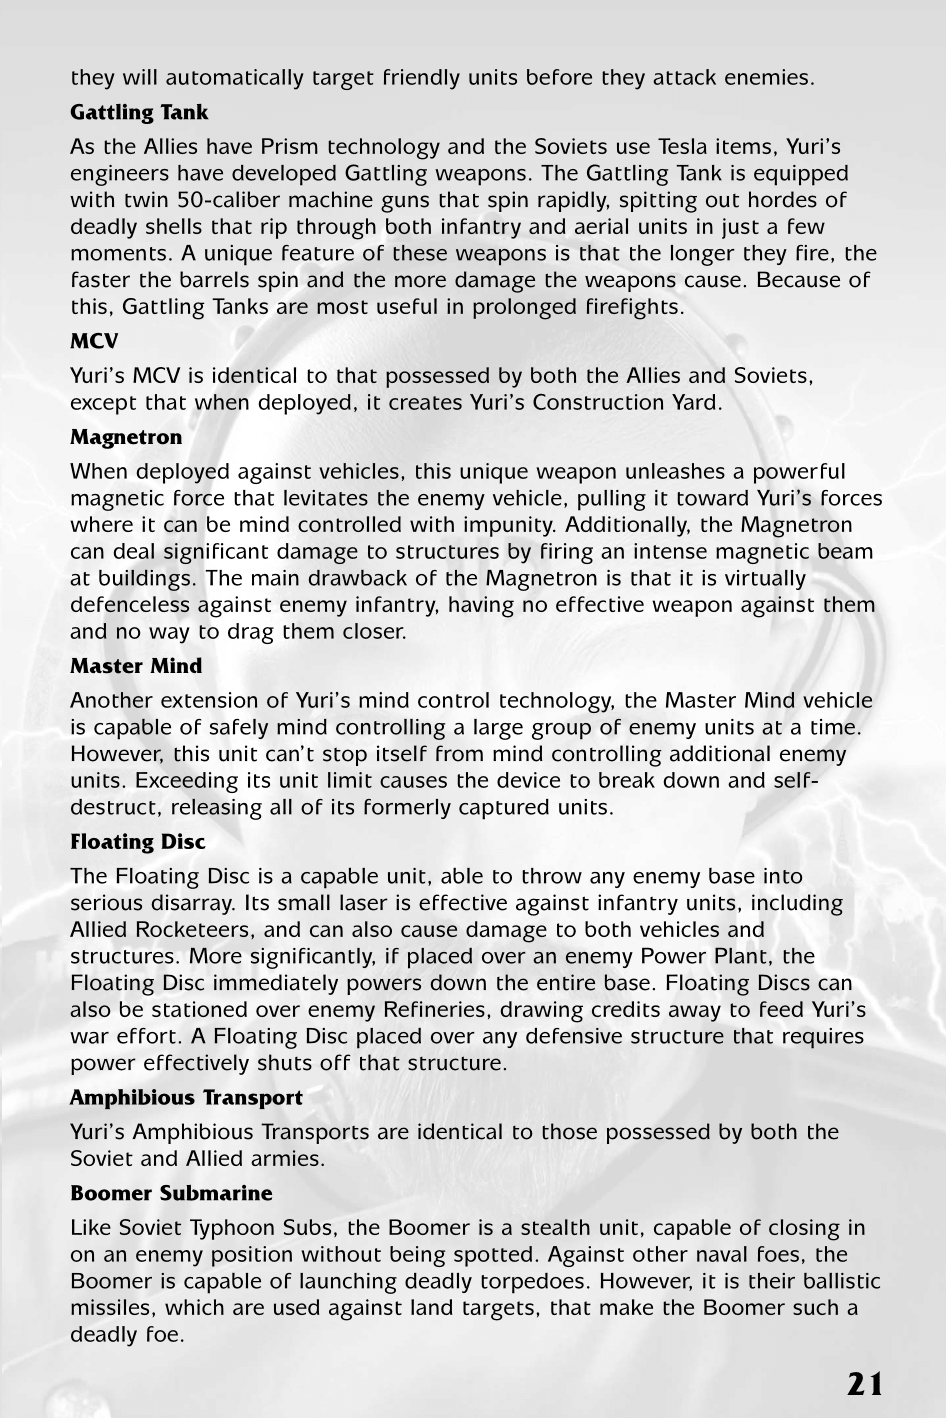 they will automatically target friendly units before they attack enemies.
Gattling Tank
As the Allies have Prism technology and the Soviets use Tesla items, Yuri's
engineers have developed Gattling weapons. The Gattling Tank is equipped
with twin 50-caliber machine guns that spin rapidly, spitting out hordes of
deadly shells that rip through both infantry and aerial units in just a few
moments. A unique feature of these weapons is that the longer they fire, the
faster the barrels spin and the more damage the weapons cause. Because of
this, Gattling Tanks are most useful in prolonged firefights.
MCV
Yuri's MCV is identical to that possessed by both the Allies and Soviets,
except that when deployed, it creates Yuri's Construction Yard.
Magnetron
When deployed against vehicles, this unique weapon unleashes a powerful
magnetic force that levitates the enemy vehicle, pulling it toward Yuri's forces
where it can be mind controlled with impunity. Additionally, the Magnetron
can deal significant damage to structures by firing an intense magnetic beam
at buildings. The main drawback of the Magnetron is that it is virtually
defenceless against enemy infantry, having no effective weapon against them
and no way to drag them closer.
Master Mind
Another extension of Yuri's mind control technology, the Master Mind vehicle
is capable of safely mind controlling a large group of enemy units at a time.
However, this unit can't stop itself from mind controlling additional enemy
units. Exceeding its unit limit causes the device to break down and self-
destruct, releasing all of its formerly captured units.
Floating Disc
The Floating Disc is a capable unit, able to throw any enemy base into
serious disarray. Its small laser is effective against infantry units, including
Allied Rocketeers, and can also cause damage to both vehicles and
structures. More significantly, if placed over an enemy Power Plant, the
Floating Disc immediately powers down the entire base. Floating Discs can
also be stationed over enemy Refineries, drawing credits away to feed Yuri's
war effort. A Floating Disc placed over any defensive structure that requires
power effectively shuts off that structure.
Amphibious Transport
Yuri's Amphibious Transports are identical to those possessed by both the
Soviet and Allied armies.
Boomer Submarine
Like Soviet Typhoon Subs, the Boomer is a stealth unit, capable of closing in
on an enemy position without being spotted. Against other naval foes, the
Boomer is capable of launching deadly torpedoes. However, it is their ballistic
missiles, which are used against land targets, that make the Boomer such a
deadly foe.
21